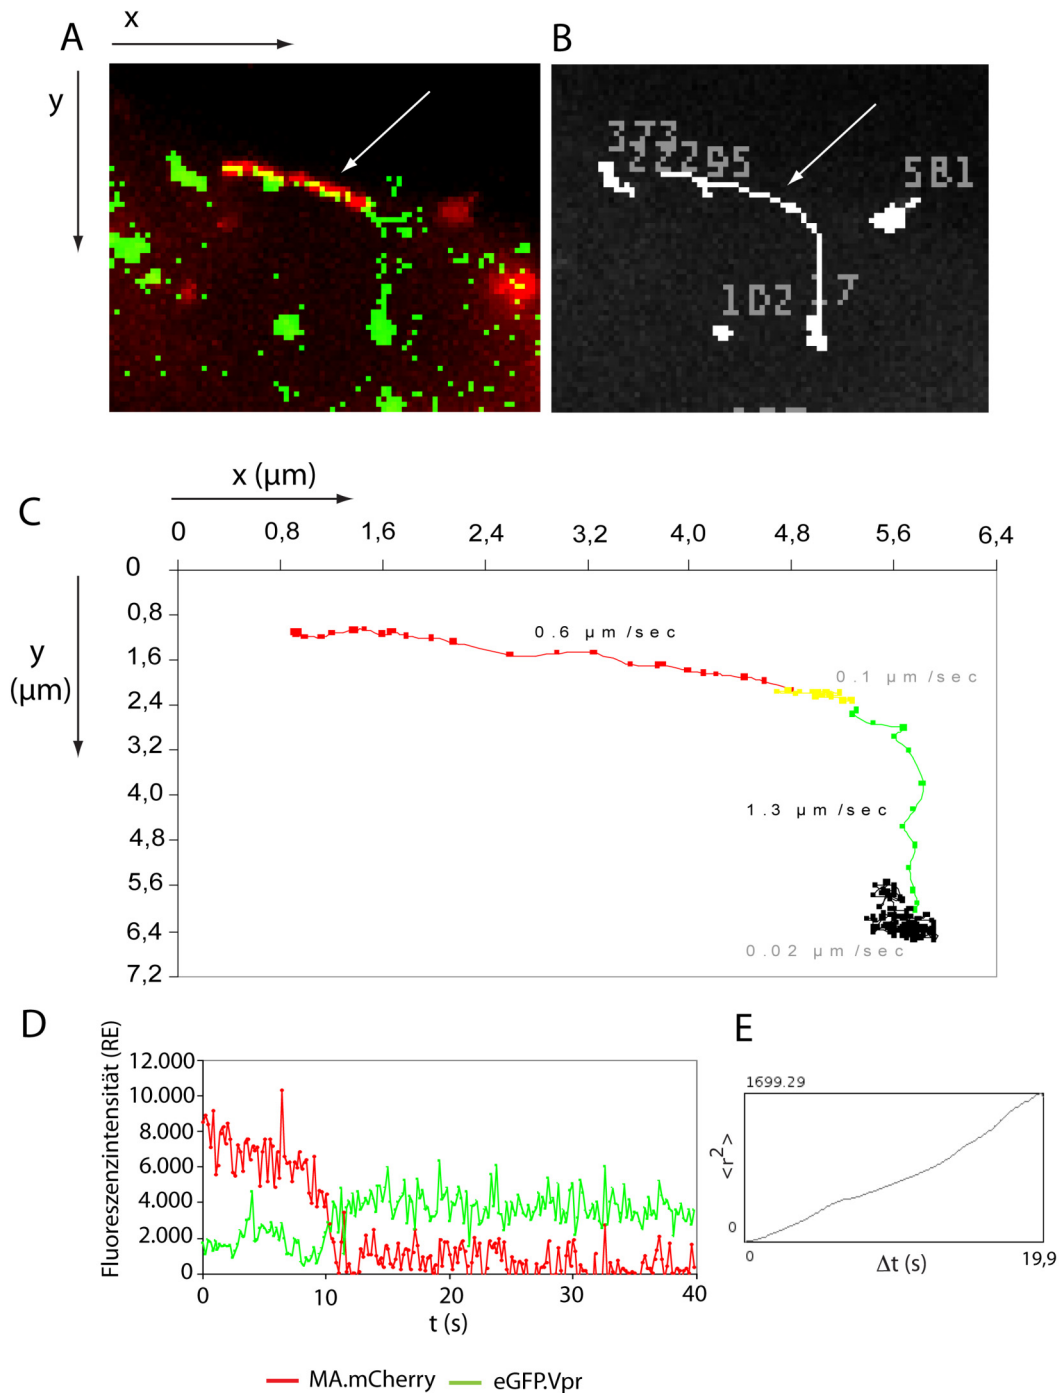 x
A
B
y
373
5B1
1D2
17
x (µm)
C
0
0,8
1,6
2,4
3,2
4,0
4,8
5,6
6,4
0
0,8
1,6
2,4
3,2
4,0
4,8
5,6
6,4
7,2
y
(µm)
0.6 µm/sec
0.1 µm/sec
1.3 µm/sec
0.02 µm/sec
D
Fluoreszenzintensität (RE)
12.000
10.000
8.000
6.000
4.000
2.000
0
0
10
20
30
40
t (s)
E
1699.29
<r²>
0
0
19,9
Δt (s)
MA.mCherry
eGFP.Vpr